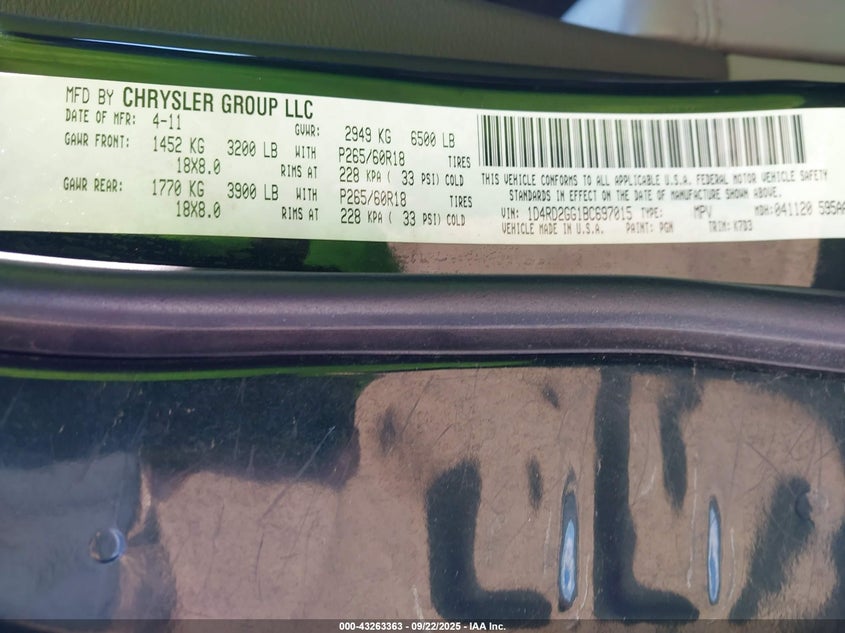 MFD BY CHRYSLER GROUP LLC
DATE OF MFR: 4-11 GVWR: 2949 KG 6500 LB
GAWR FRONT: 1452 KG 3200 LB WITH P265/60R18 TIRES
18X8.0 RIMS AT 228 KPA ( 33 PSI) COLD
GAWR REAR: 1770 KG 3900 LB WITH P265/60R18 TIRES
18X8.0 RIMS AT 228 KPA ( 33 PSI) COLD
THIS VEHICLE CONFORMS TO ALL APPLICABLE U.S.A. FEDERAL MOTOR VEHICLE SAFETY
STANDARDS IN EFFECT ON THE DATE OF MANUFACTURE SHOWN ABOVE.
VIN: 1D4RD2GG1BC697015 TYPE: MPV MDH: 041120 595AA
VEHICLE MADE IN U.S.A. PAINT: PGN TRIM: K7D3
000-43263363 - 09/22/2025 - IAA Inc.